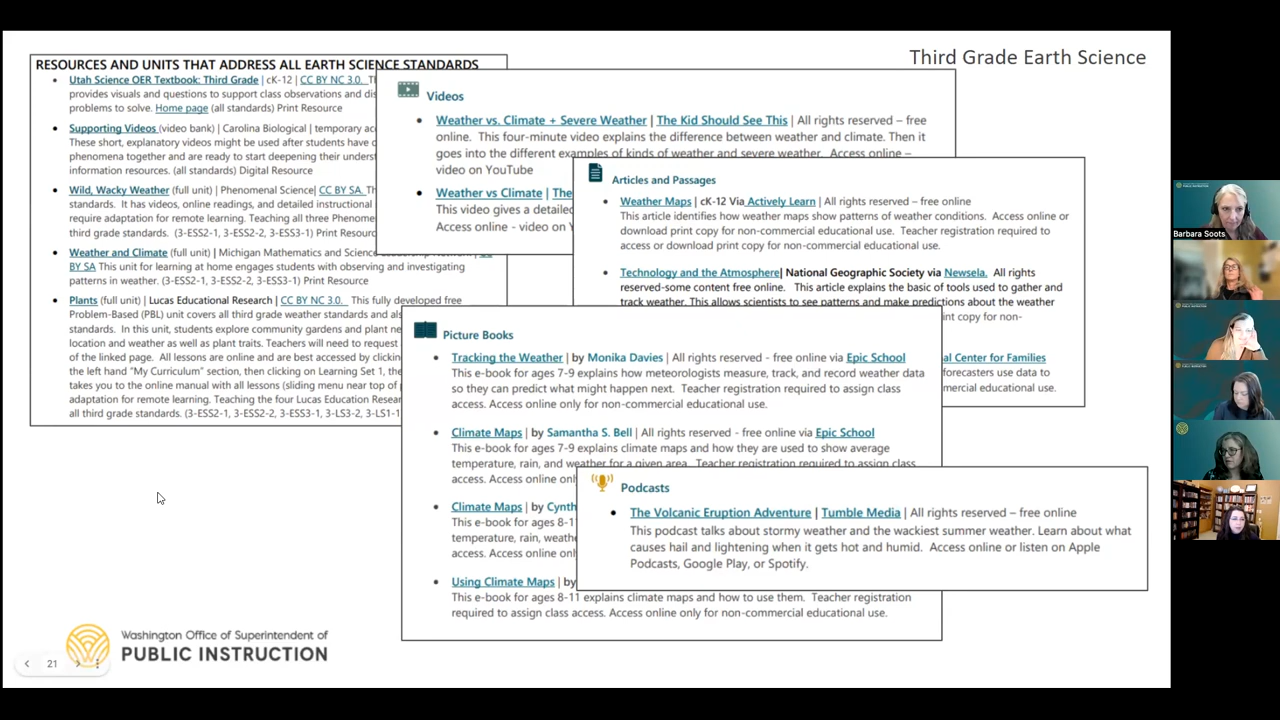 Third Grade Earth Science
RESOURCES AND UNITS THAT ADDRESS ALL EARTH SCIENCE STANDARDS
Utah Science OER Textbook: Third Grade | cK-12 | CC BY NC 3.0.
provides visuals and questions to support class observations and
problems to solve. Home page (all standards) Print Resource
Supporting Videos (video bank) | Carolina Biological | temporary
These short, explanatory videos might be used after students have
phenomena together and are ready to start deepening their
information resources. (all standards) Digital Resource
Wild, Wacky Weather (full unit) | Phenomenal Science| CC BY SA.
standards. It has videos, online readings, and detailed instructional
require adaptation for remote learning. Teaching all three
third grade standards. (3-ESS2-1, 3-ESS2-2, 3-ESS3-1) Print
Weather and Climate (full unit) | Michigan Mathematics and Science
BY SA This unit for learning at home engages students with observing and investigating
patterns in weather. (3-ESS2-1, 3-ESS2-2, 3-ESS3-1)
Plants (full unit) | Lucas Educational Research | CC BY NC 3.0. This fully developed free
Problem-Based (PBL) unit covers all third grade weather standards and
standards. In this unit, students explore community gardens and plant
location and weather as well as plant traits. Teachers will need to request
of the linked page. All lessons are online and are best accessed by
the left hand "My Curriculum" section, then clicking on Learning Set 1,
takes you to the online manual with all lessons (sliding menu near top of
adaptation for remote learning. Teaching the four Lucas Education
all third grade standards. (3-ESS2-1, 3-ESS2-2, 3-ESS3-1, 3-LS3-2, 3-LS1-1
Videos
Weather vs. Climate + Severe Weather | The Kid Should See This | All rights reserved – free
online. This four-minute video explains the difference between weather and climate. Then it
goes into the different examples of kinds of weather and severe weather. Access online –
video on YouTube
Weather vs Climate | The
This video gives a detailed
Access online - video on
Articles and Passages
Weather Maps | cK-12 Via Actively Learn | All rights reserved – free online
This article identifies how weather maps show patterns of weather conditions. Access online or
download print copy for non-commercial educational use. Teacher registration required to
access or download print copy for non-commercial educational use.
Technology and the Atmosphere| National Geographic Society via Newsela. All rights
reserved-some content free online. This article explains the basic of tools used to gather and
track weather. This allows scientists to see patterns and make predictions about the weather
copy for non-
Center for Families
forecasters use data to
educational use.
Picture Books
Tracking the Weather | by Monika Davies | All rights reserved - free online via Epic School
This e-book for ages 7-9 explains how meteorologists measure, track, and record weather data
so they can predict what might happen next. Teacher registration required to assign class
access. Access online only for non-commercial educational use.
Climate Maps | by Samantha S. Bell | All rights reserved - free online via Epic School
This e-book for ages 7-9 explains climate maps and how they are used to show average
temperature, rain, and weather for a given area. Teacher registration required to assign class
access. Access
Climate Maps | by
This e-book for ages 8-11
temperature, rain,
access. Access online
Using Climate Maps | by
This e-book for ages 8-11 explains climate maps and how to use them. Teacher registration
required to assign class access. Access online only for non-commercial educational use.
Podcasts
The Volcanic Eruption Adventure | Tumble Media | All rights reserved – free online
This podcast talks about stormy weather and the wackiest summer weather. Learn about what
causes hail and lightening when it gets hot and humid. Access online or listen on Apple
Podcasts, Google Play, or Spotify.
Washington Office of Superintendent of
PUBLIC INSTRUCTION
21
Barbara Soots